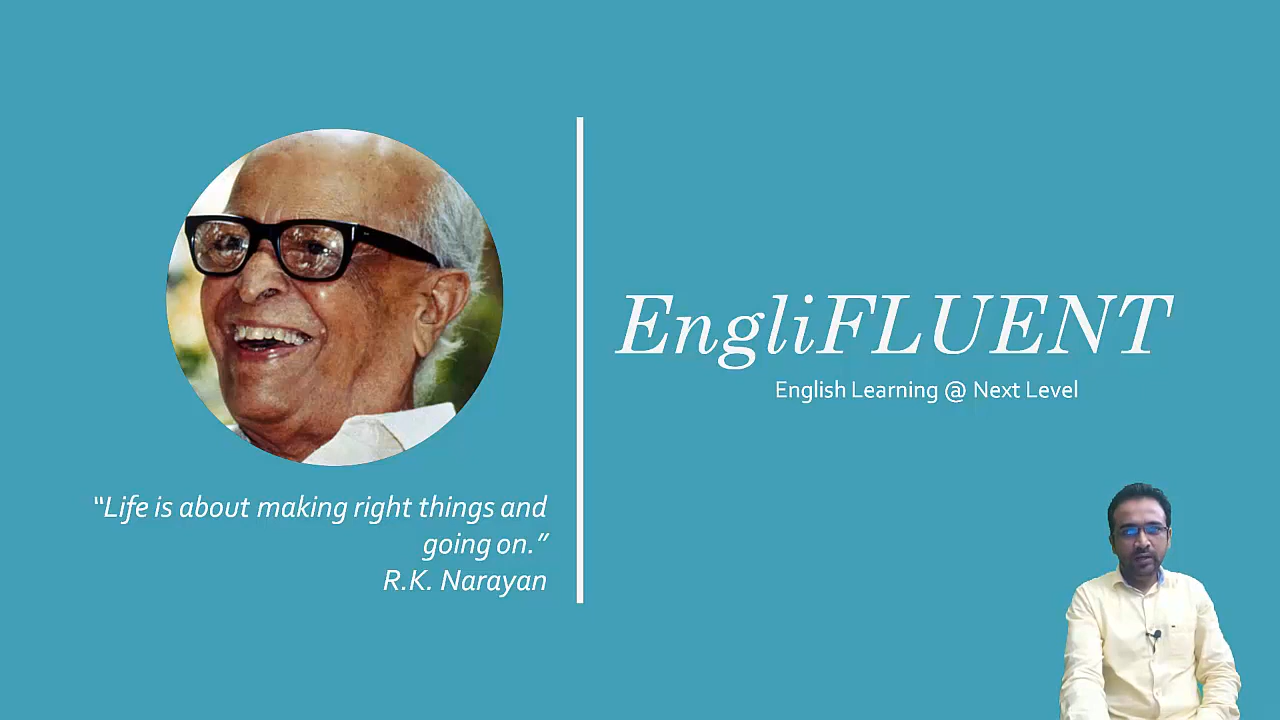 “Life is about making right things and
going on.”
R.K. Narayan
EngliFLUENT
English Learning @ Next Level